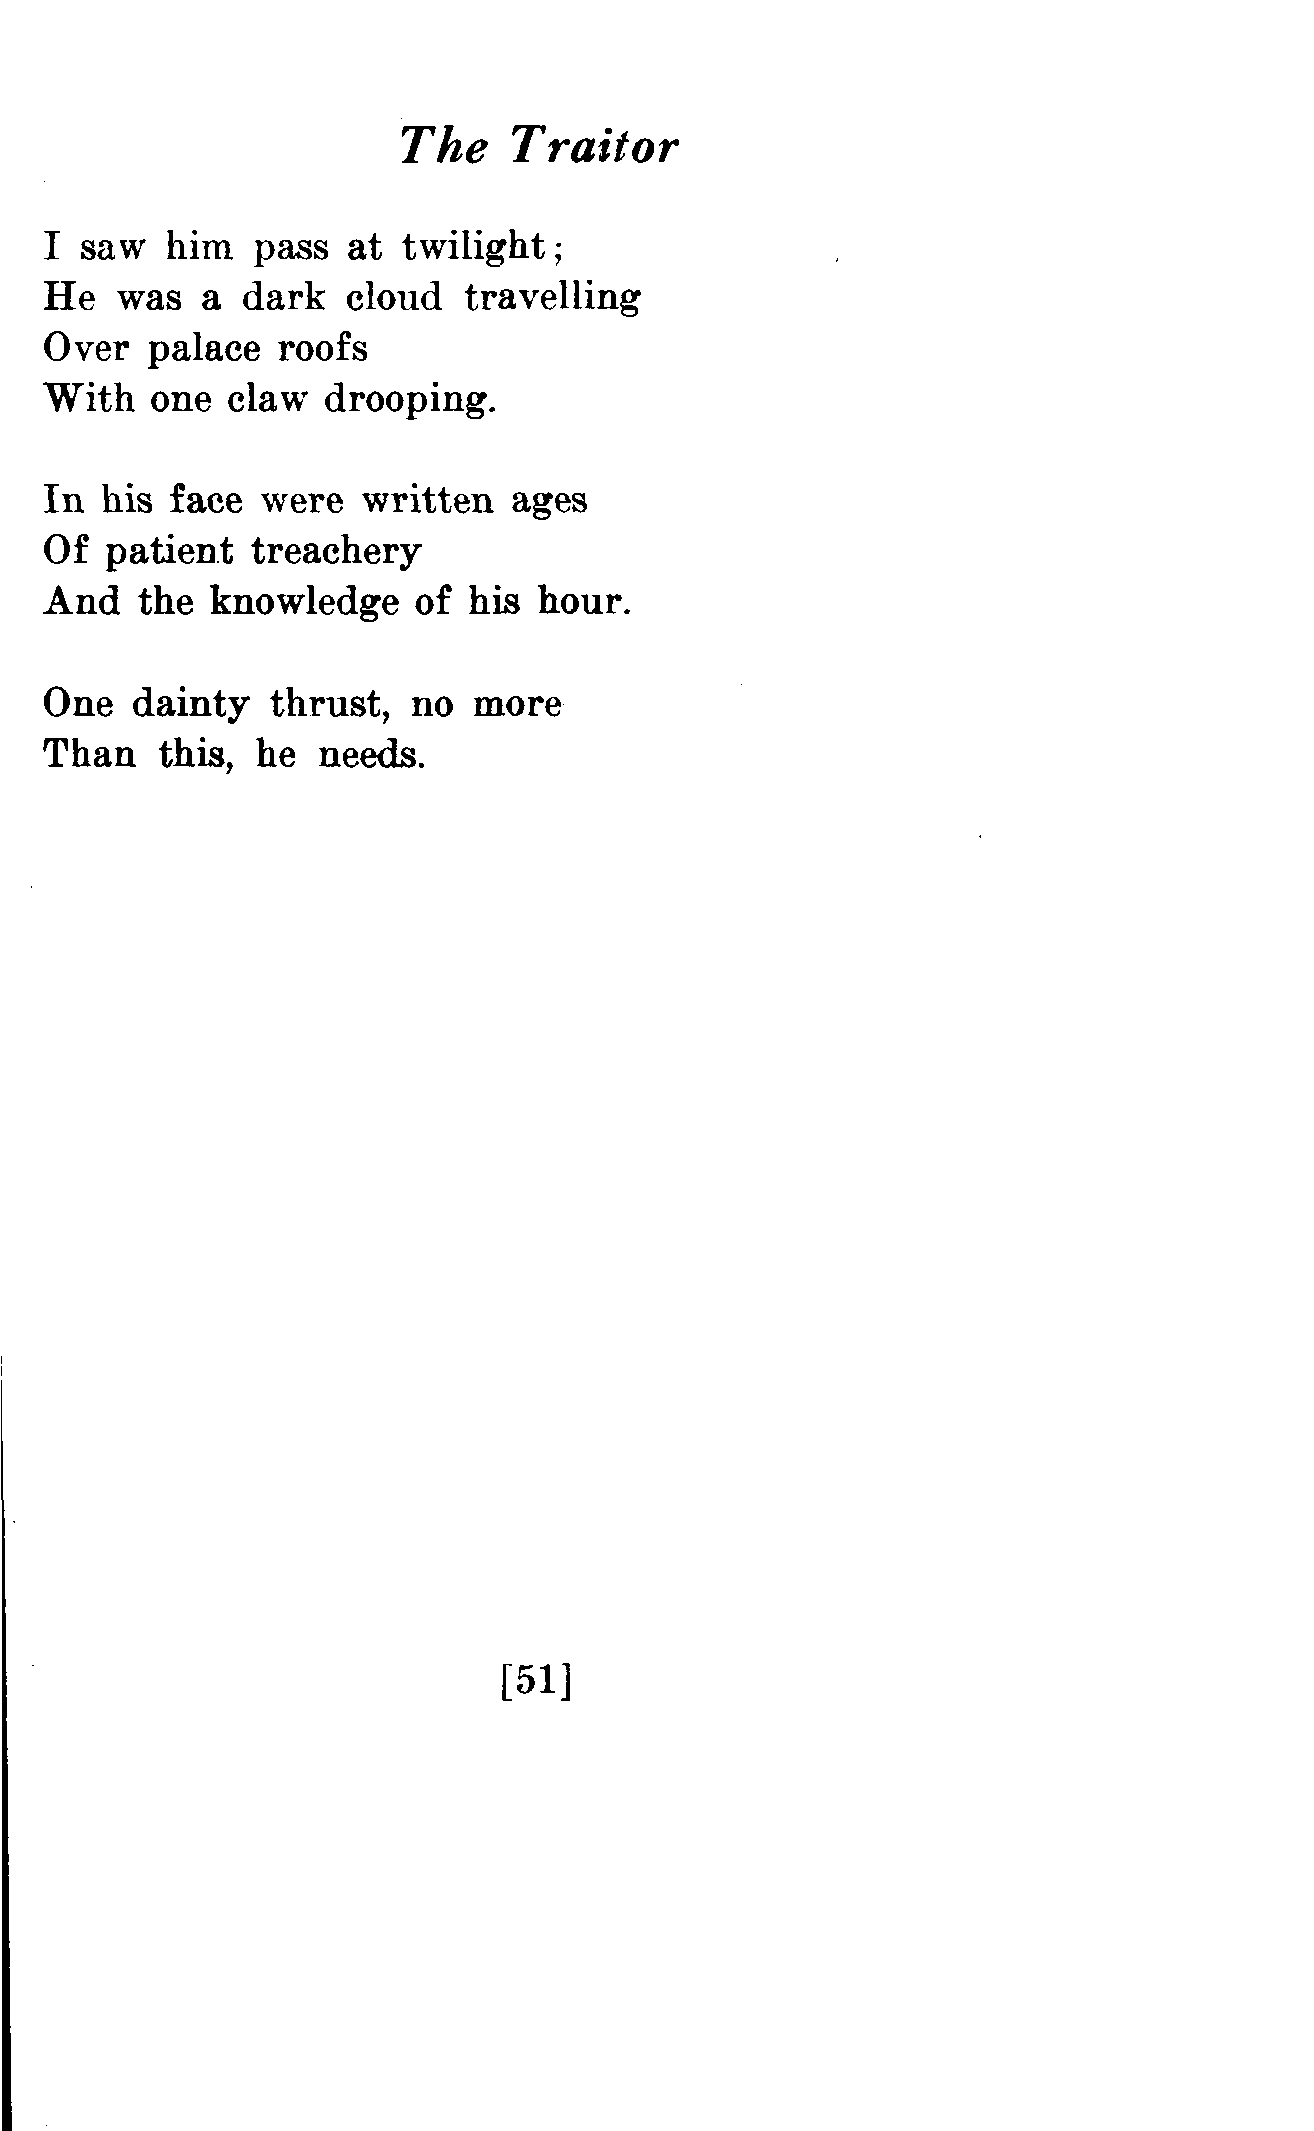 The Traitor
I saw him pass at twilight;
He was a dark cloud travelling
Over palace roofs
With one claw drooping.
In his face were written ages
Of patient treachery
And the knowledge of his hour.
One dainty thrust, no more
Than this, he needs.
[51]